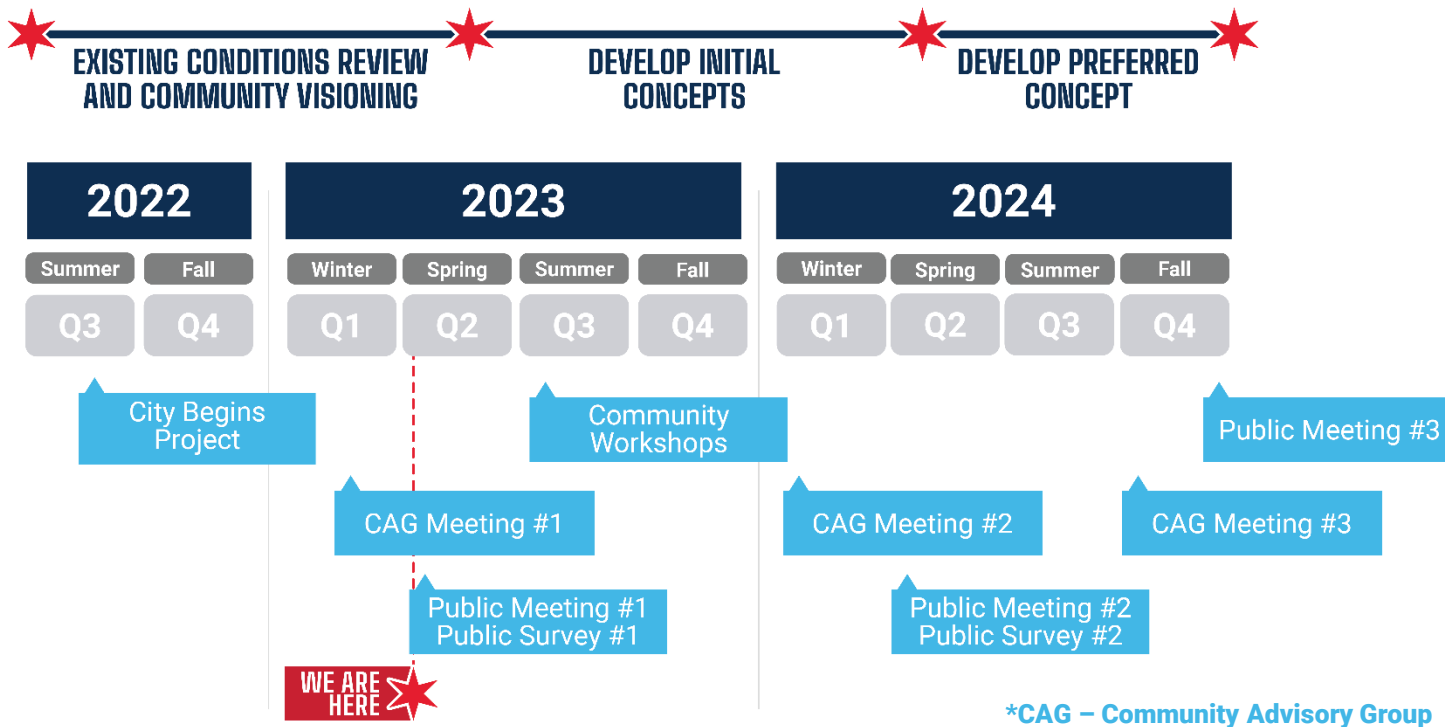 EXISTING CONDITIONS REVIEW
AND COMMUNITY VISIONING
DEVELOP INITIAL
CONCEPTS
DEVELOP PREFERRED
CONCEPT
2022
2023
2024
Summer
Fall
Winter
Spring
Summer
Fall
Winter
Spring
Summer
Fall
Q3
Q4
Q1
Q2
Q3
Q4
Q1
Q2
Q3
Q4
City Begins
Project
Community
Workshops
Public Meeting #3
CAG Meeting #1
CAG Meeting #2
CAG Meeting #3
Public Meeting #1
Public Survey #1
Public Meeting #2
Public Survey #2
WE ARE
HERE
*CAG – Community Advisory Group